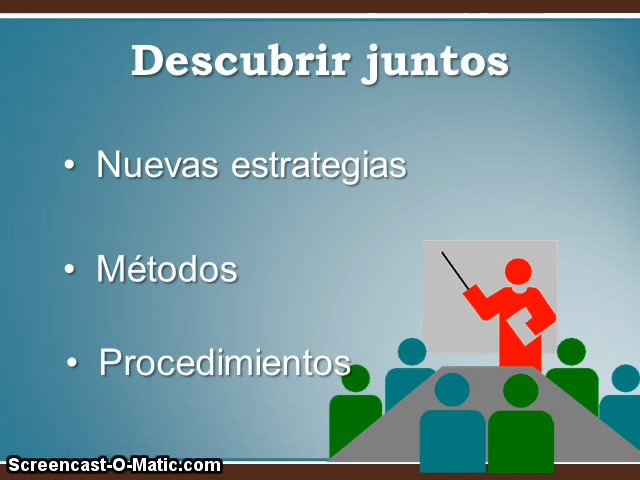 Descubrir juntos
• Nuevas estrategias
• Métodos
• Procedimientos
Screencast-O-Matic.com